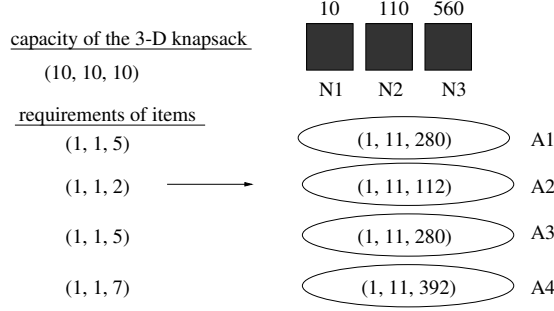 10 110 560
capacity of the 3-D knapsack
(10, 10, 10)
N1 N2 N3
requirements of items
(1, 1, 5) (1, 11, 280) A1
(1, 1, 2) (1, 11, 112) A2
(1, 1, 5) (1, 11, 280) A3
(1, 1, 7) (1, 11, 392) A4